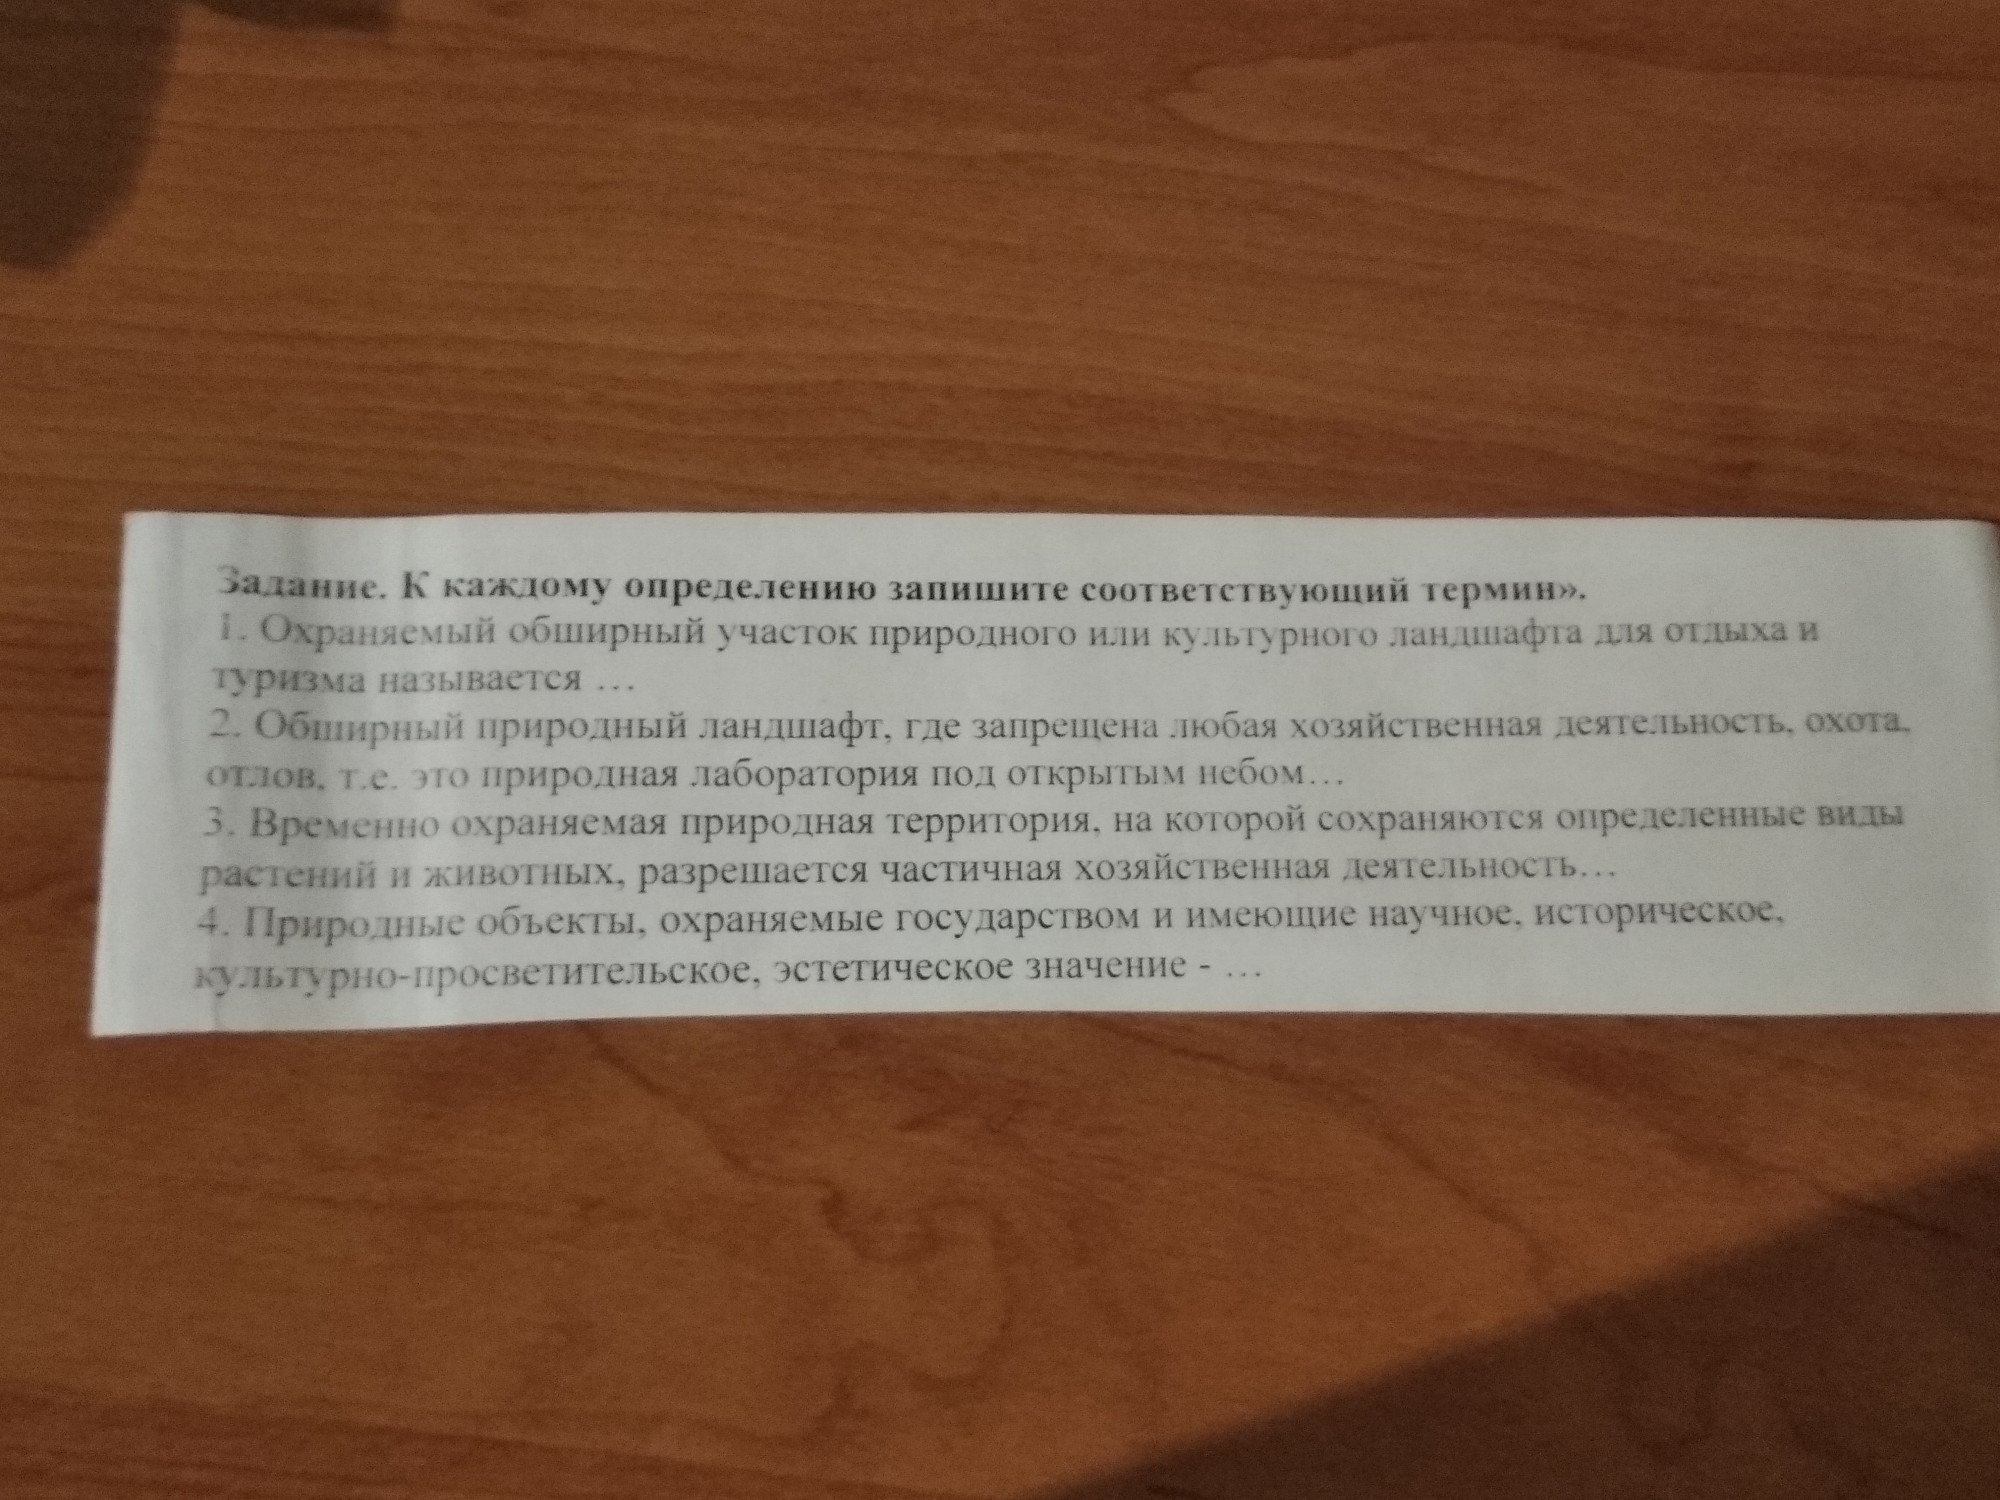 Задание. К каждому определению запишите соответствующий термин».
1. Охраняемый обширный участок природного или культурного ландшафта для отдыха и
туризма называется …
2. Обширный природный ландшафт, где запрещена любая хозяйственная деятельность, охота,
отлов, т.е. это природная лаборатория под открытым небом…
3. Временно охраняемая природная территория, на которой сохраняются определенные виды
растений и животных, разрешается частичная хозяйственная деятельность…
4. Природные объекты, охраняемые государством и имеющие научное, историческое,
культурно-просветительское, эстетическое значение - …